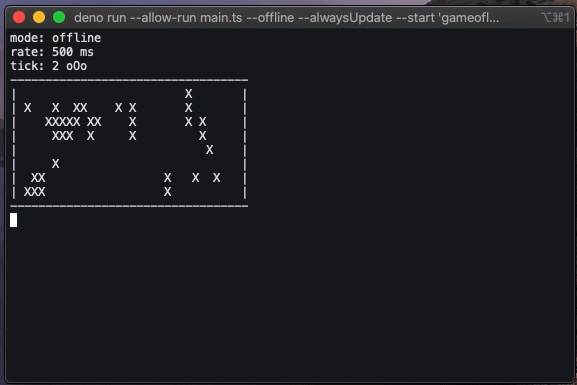 deno run --allow-run main.ts --offline --alwaysUpdate --start 'gameofl... ⌥⌘1
mode: offline
rate: 500 ms
tick: 2 oOo
----------------------------------
|                        X       |
| X   X  XX    X X       X       |
|    XXXXX XX    X       X X     |
|     XXX  X     X         X     |
|                           X    |
|     X                          |
|  XX                 X   X  X   |
| XXX                 X          |
----------------------------------